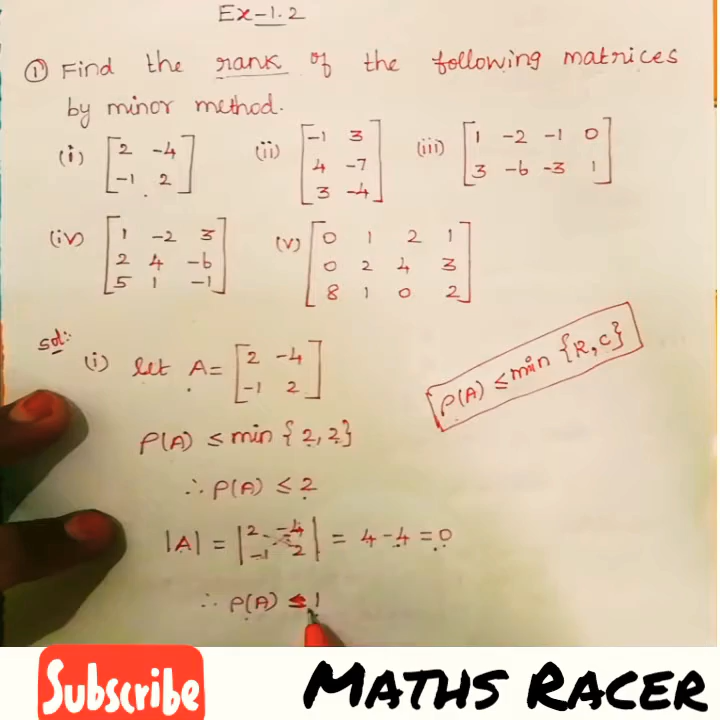 Ex-1.2
① Find the rank of the following matrices
by minor method.
(i) [2 -4
-1 2]
(ii) [-1 3
4 -7
3 -4]
(iii) [1 -2 -1 0
3 -6 -3 1]
(iv) [1 -2 3
2 4 -6
5 1 -1]
(v) [0 1 2 1
0 2 4 3
8 1 0 2]
Sol:
(i) let A = [2 -4
-1 2]
ρ(A) ≤ min {R, C}
ρ(A) ≤ min {2, 2}
∴ ρ(A) ≤ 2
|A| = |2 -4
-1 2| = 4 - 4 = 0
∴ ρ(A) ≤ 1
Subscribe
MATHS RACER